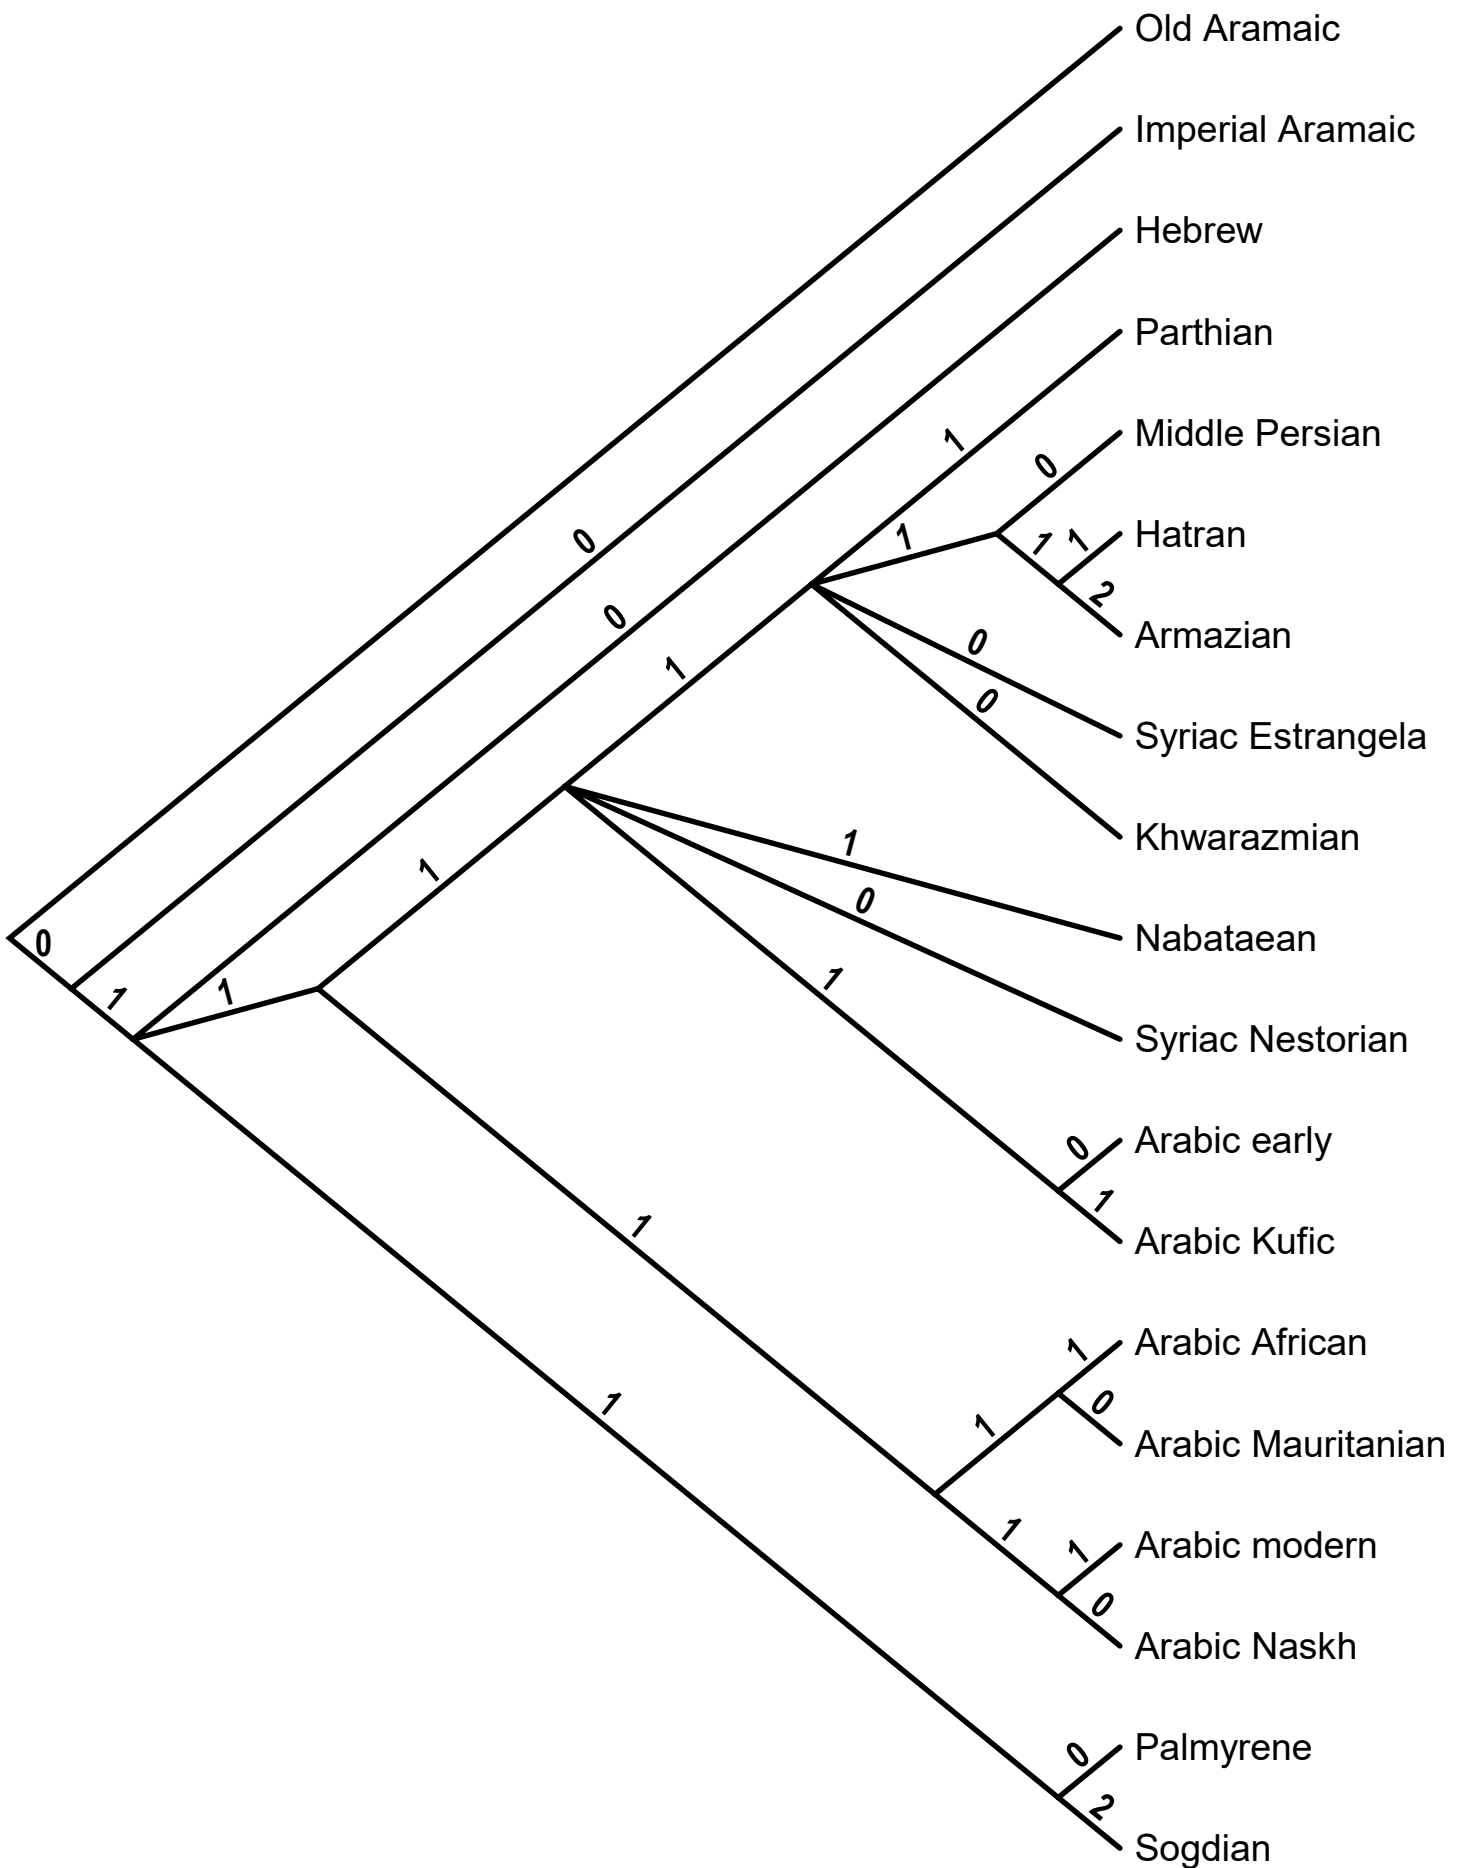 Old Aramaic
Imperial Aramaic
Hebrew
Parthian
1
Middle Persian
0
Hatran
1
1
1
0
2
0
Armazian
0
1
0
Syriac Estrangela
Khwarazmian
1
1
0
Nabataean
0
1
1
1
Syriac Nestorian
0
Arabic early
1
1
Arabic Kufic
Arabic African
1
0
1
1
Arabic Mauritanian
1
1
Arabic modern
0
Arabic Naskh
0
Palmyrene
2
Sogdian